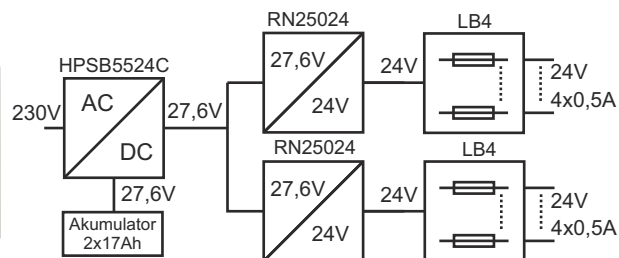 HPSB5524C
230V
AC
DC
27,6V
27,6V
Akumulator
2x17Ah
RN25024
27,6V
24V
24V
LB4
24V
4x0,5A
RN25024
27,6V
24V
24V
LB4
24V
4x0,5A